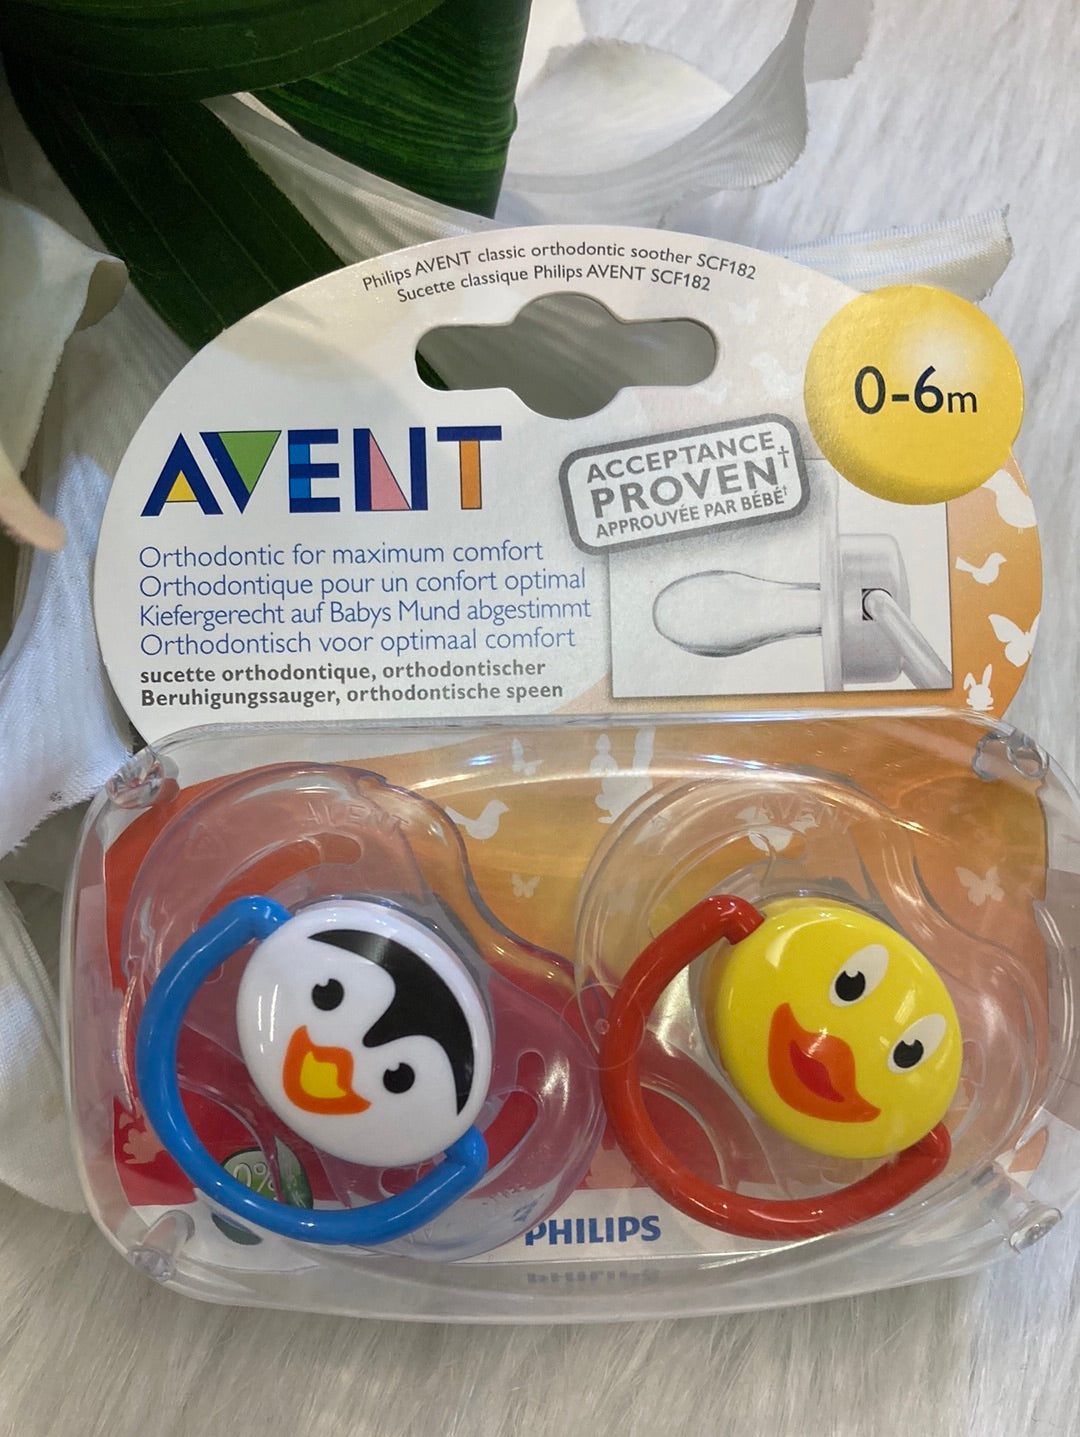 Philips AVENT classic orthodontic soother SCF182
Sucette classique Philips AVENT SCF182
0-6m
AVENT
ACCEPTANCE
PROVEN†
APPROUVÉE PAR BÉBÉ†
Orthodontic for maximum comfort
Orthodontique pour un confort optimal
Kiefergerecht auf Babys Mund abgestimmt
Orthodontisch voor optimaal comfort
sucette orthodontique, orthodontischer
Beruhigungssauger, orthodontische speen
AVENT
AVENT
0%
PHILIPS